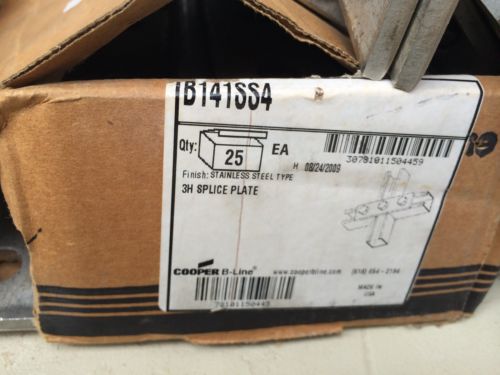 B141SS4
Qty:
25
EA
H 08/24/2009
30781011504459
Finish: STAINLESS STEEL TYPE
3H SPLICE PLATE
COOPER B-Line®
www.cooperbline.com
(618) 654-2184
MADE IN
USA